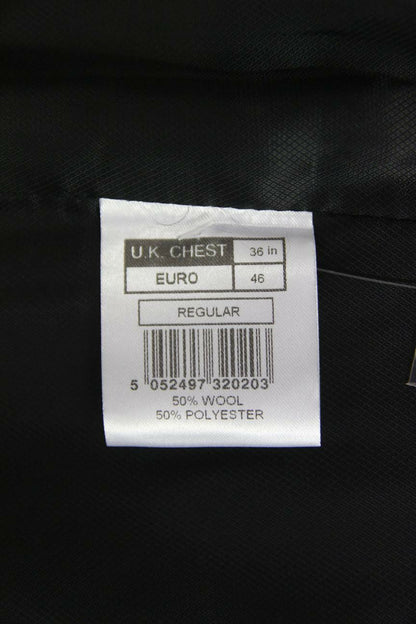 U.K. CHEST 36 in
EURO 46
REGULAR
5 052497 320203
50% WOOL
50% POLYESTER